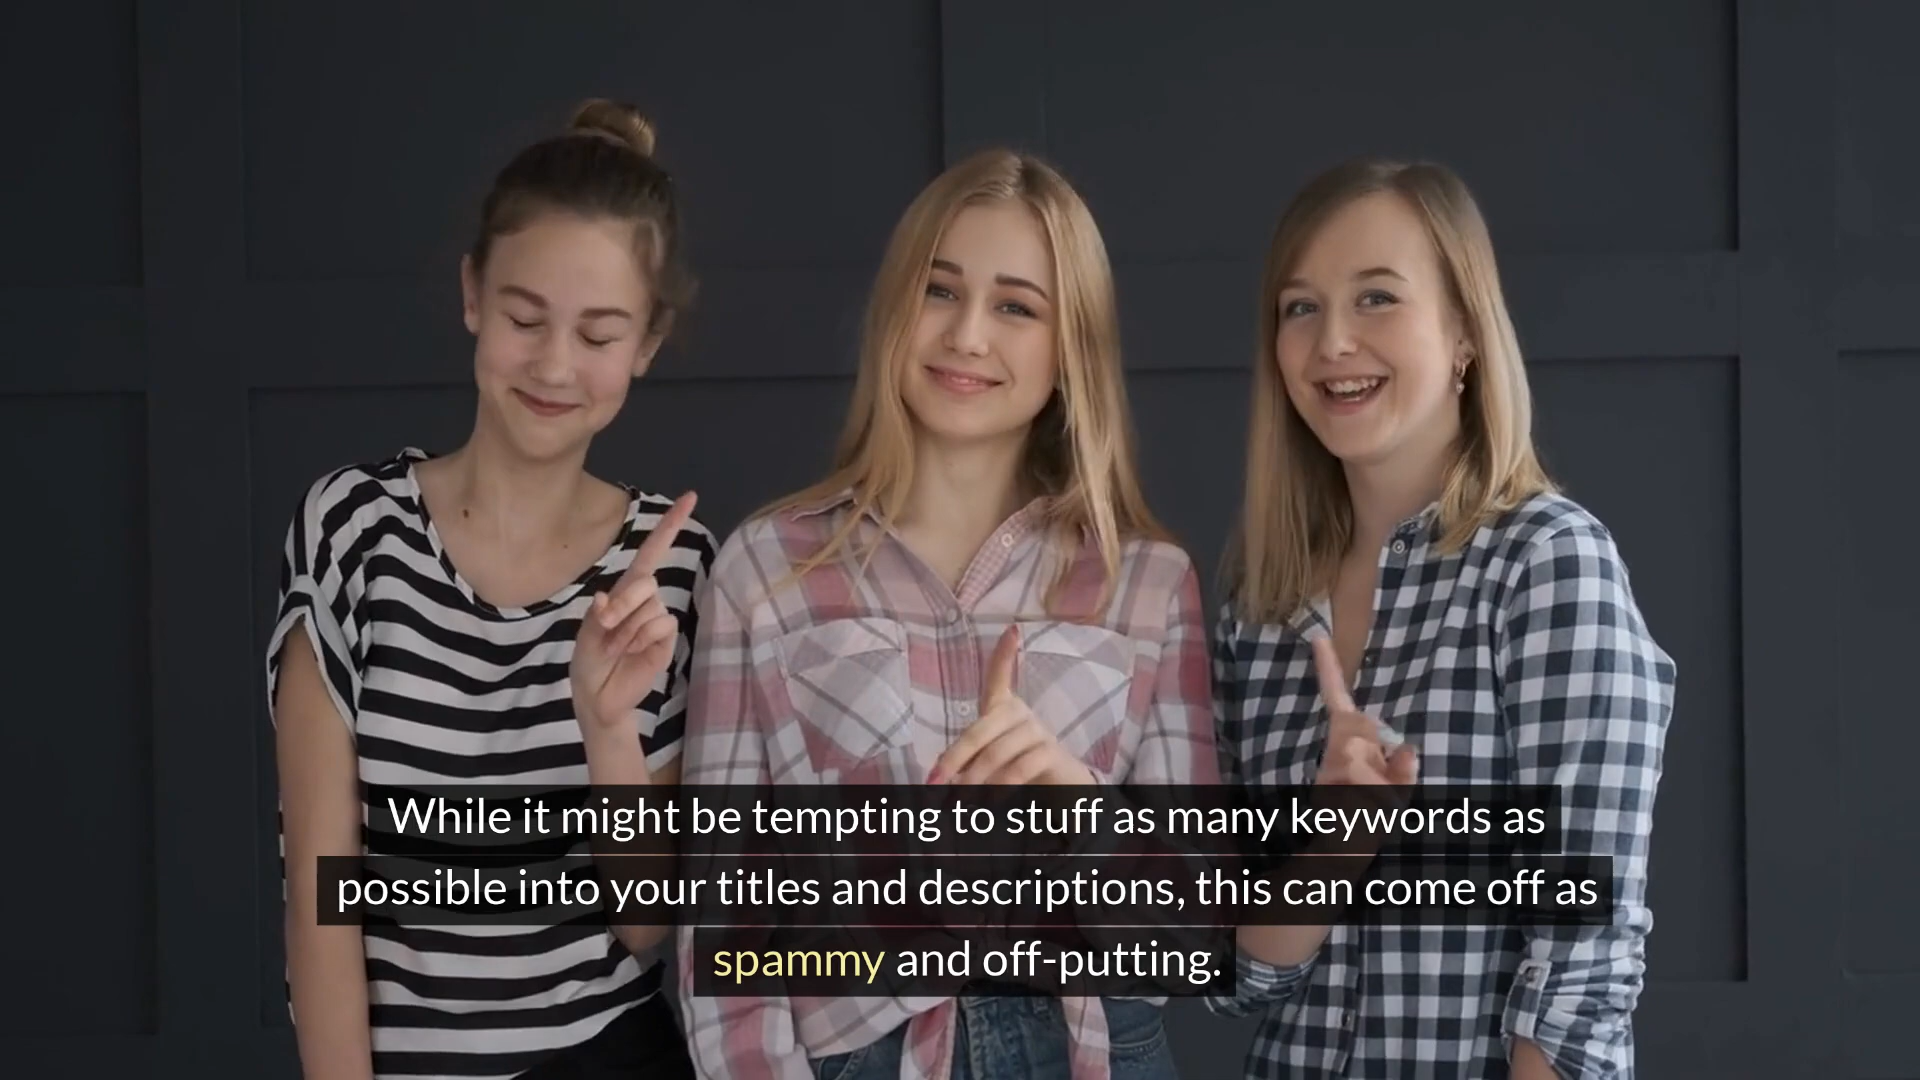 While it might be tempting to stuff as many keywords as
possible into your titles and descriptions, this can come off as
spammy and off-putting.